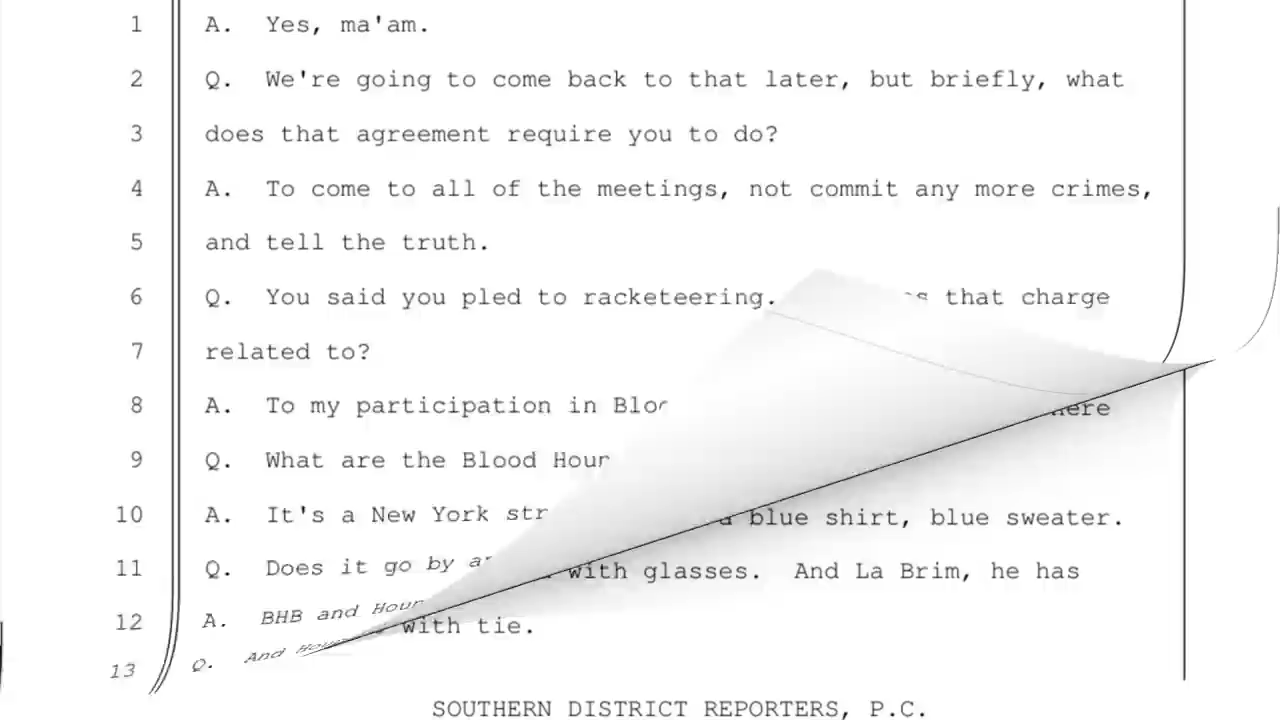 1 A. Yes, ma'am.
2 Q. We're going to come back to that later, but briefly, what
3 does that agreement require you to do?
4 A. To come to all of the meetings, not commit any more crimes,
5 and tell the truth.
6 Q. You said you pled to racketeering. that charge
7 related to?
8 A. To my participation in
9 Q. What are the Blood
10 A. It's a New York blue shirt, blue sweater.
11 Q. Does it go by with glasses. And La Brim, he has
12 A. BHB and with tie.
13 Q. And
SOUTHERN DISTRICT REPORTERS, P.C.